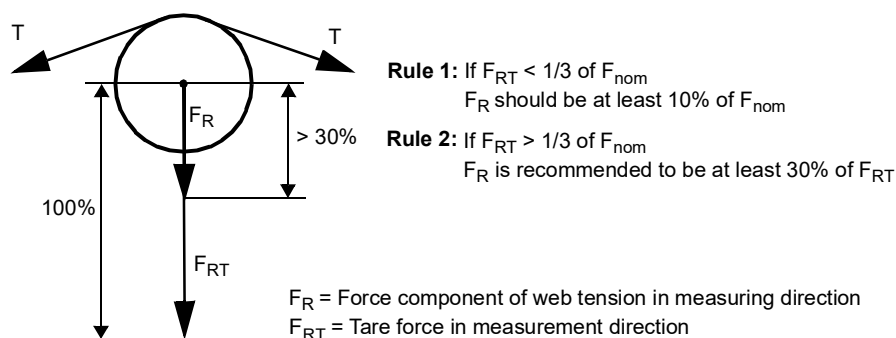 T
T
Rule 1: If F_RT < 1/3 of F_nom
F_R should be at least 10% of F_nom
F_R
> 30%
Rule 2: If F_RT > 1/3 of F_nom
F_R is recommended to be at least 30% of F_RT
100%
F_RT
F_R = Force component of web tension in measuring direction
F_RT = Tare force in measurement direction